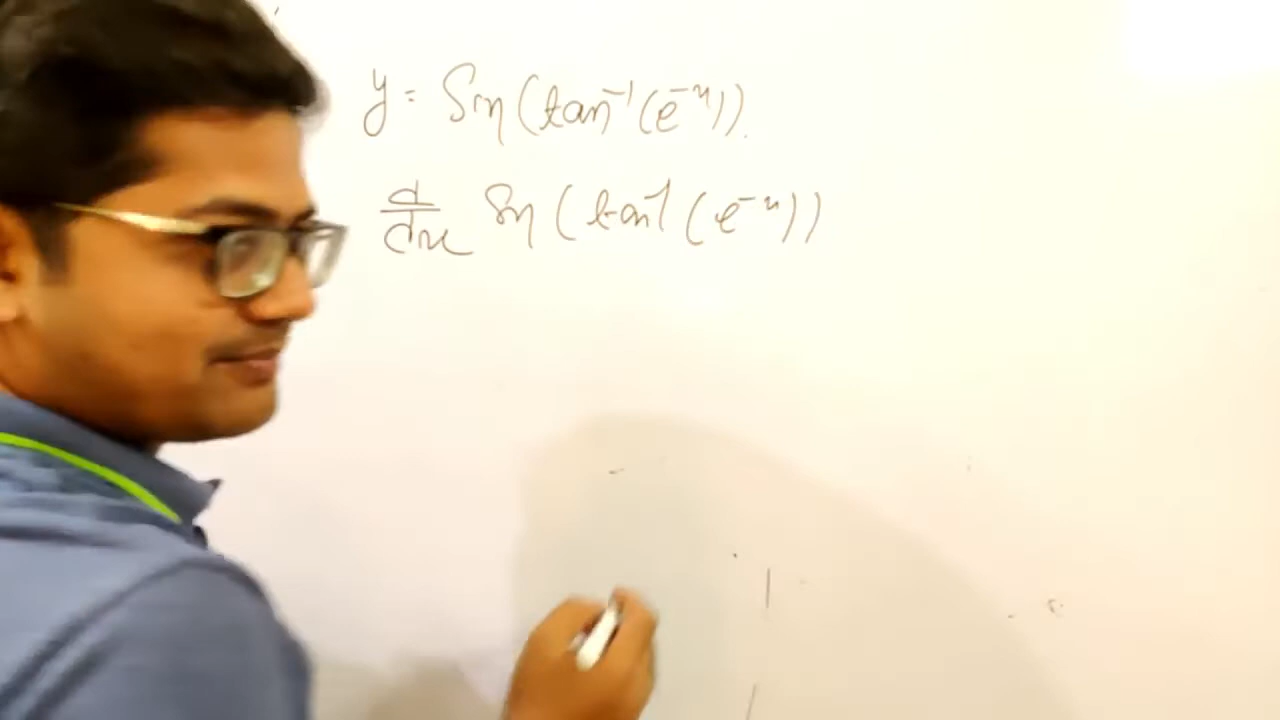 y = Sin (tan⁻¹ (e⁻ˣ)).
d/dx Sin (tan⁻¹ (e⁻ˣ))